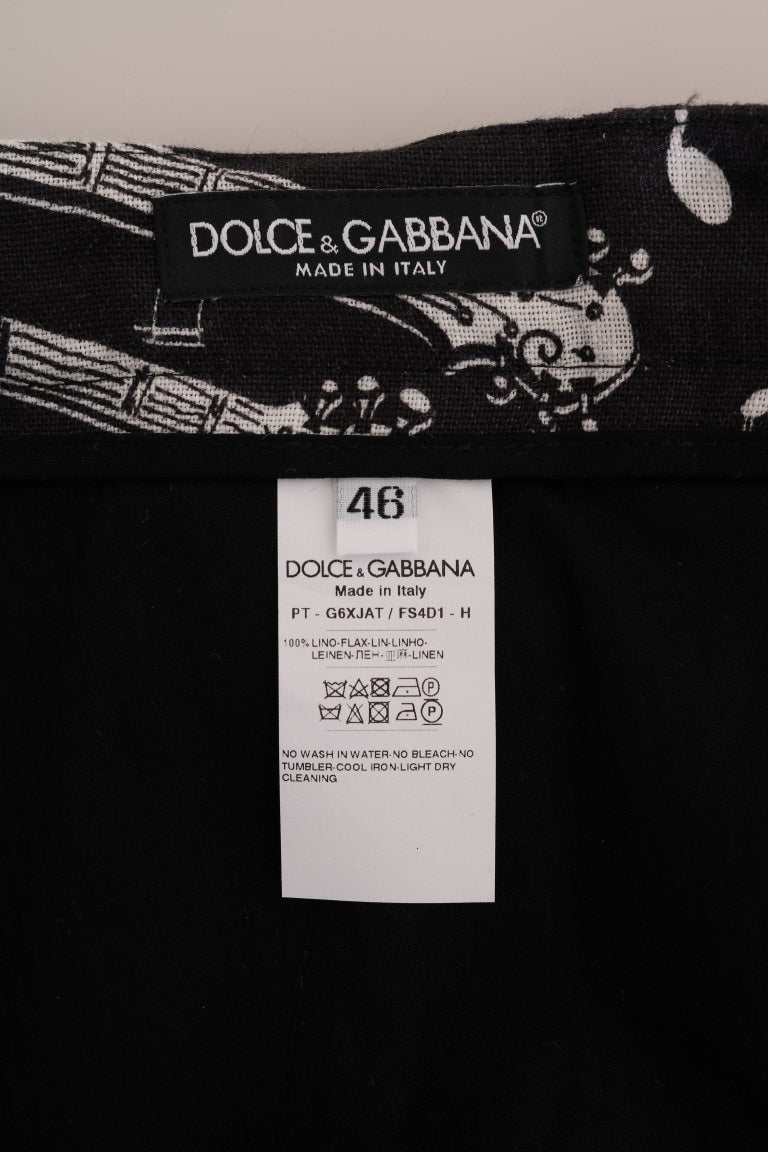 DOLCE & GABBANA®
MADE IN ITALY
46
DOLCE & GABBANA
Made in Italy
PT - G6XJAT / FS4D1 - H
100% LINO-FLAX-LIN-LINHO-
LEINEN-ЛЕН-亚麻-LINEN
P
P
NO WASH IN WATER-NO BLEACH-NO
TUMBLER-COOL IRON-LIGHT DRY
CLEANING